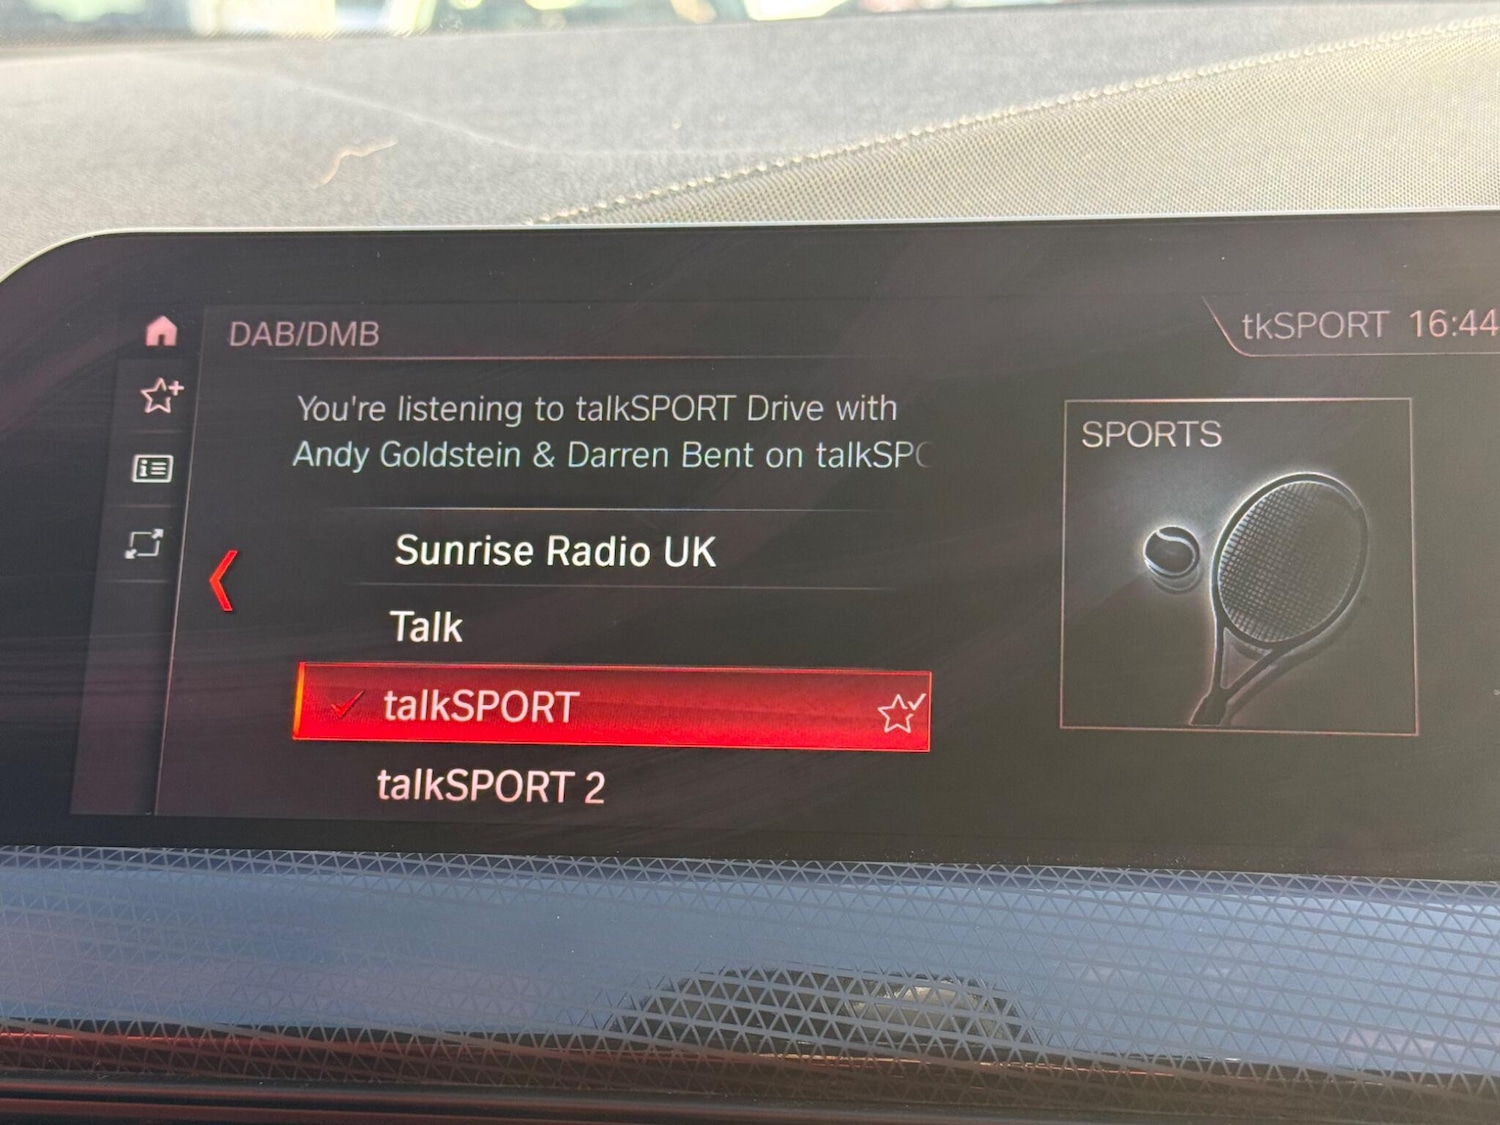 DAB/DMB
tkSPORT 16:44
You're listening to talkSPORT Drive with
Andy Goldstein & Darren Bent on talkSPO
SPORTS
Sunrise Radio UK
Talk
talkSPORT
talkSPORT 2